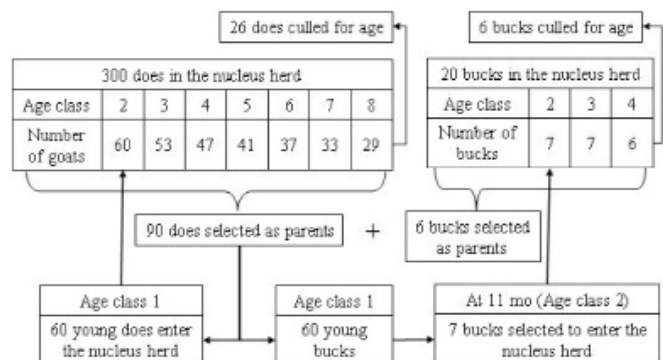 26 does culled for age
6 bucks culled for age
300 does in the nucleus herd
Age class 2 3 4 5 6 7 8
Number of goats 60 53 47 41 37 33 29
20 bucks in the nucleus herd
Age class 2 3 4
Number of bucks 7 7 6
90 does selected as parents
+
6 bucks selected
as parents
Age class 1
60 young does enter
the nucleus herd
Age class 1
60 young
bucks
At 11 mo (Age class 2)
7 bucks selected to enter the
nucleus herd